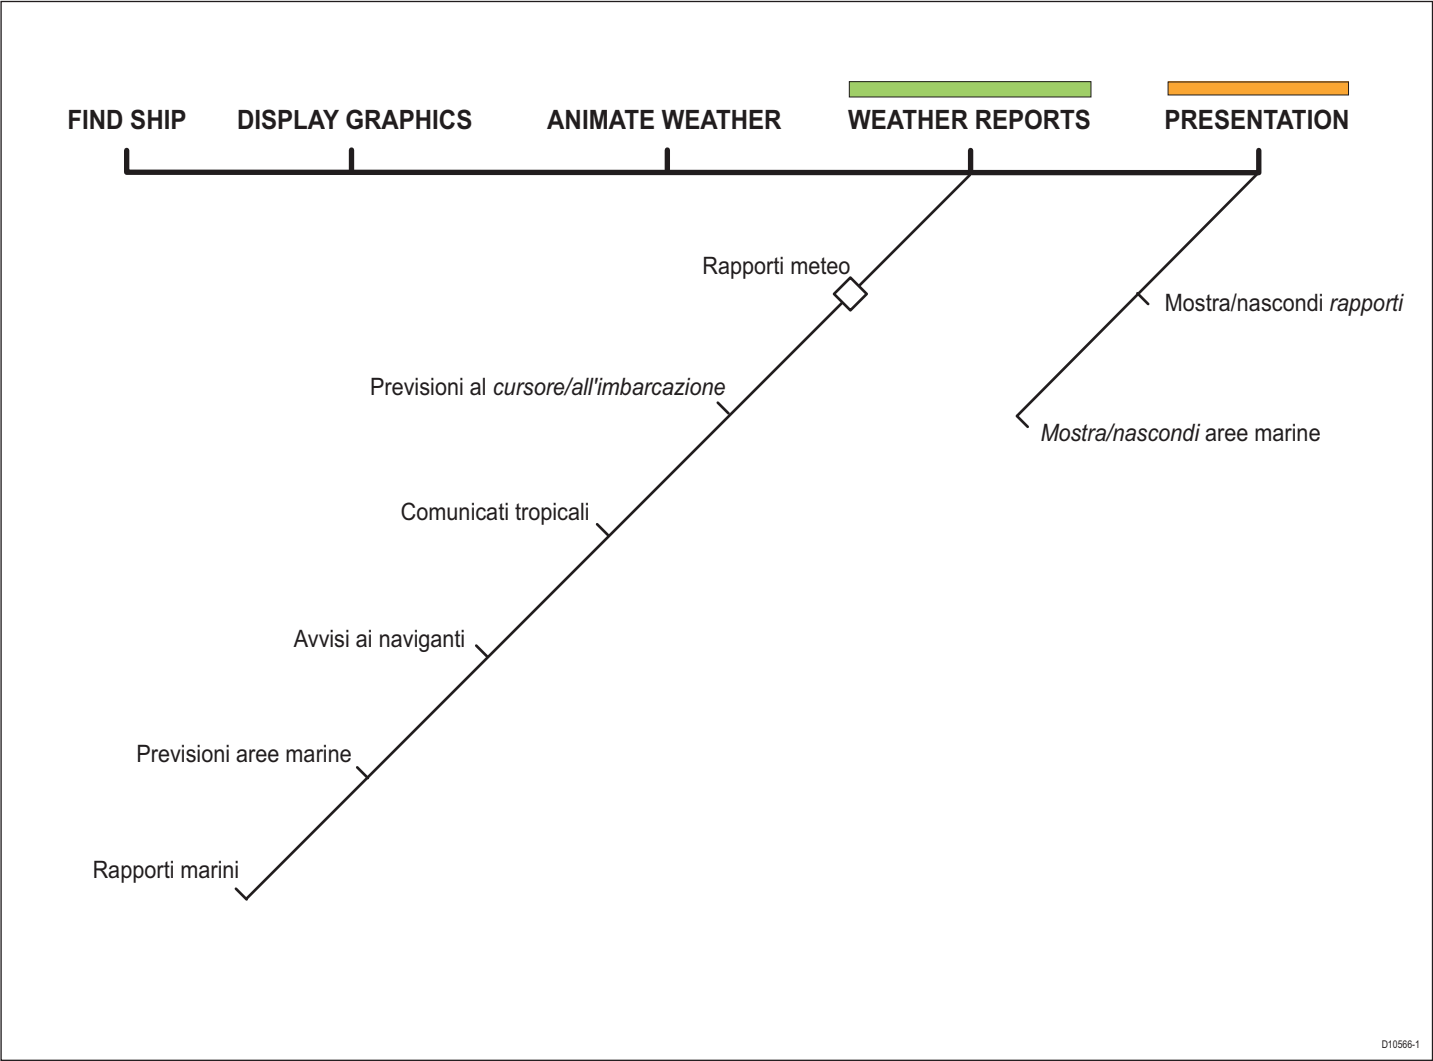 FIND SHIP DISPLAY GRAPHICS ANIMATE WEATHER WEATHER REPORTS PRESENTATION
Rapporti meteo
Mostra/nascondi rapporti
Previsioni al cursore/all'imbarcazione
Mostra/nascondi aree marine
Comunicati tropicali
Avvisi ai naviganti
Previsioni aree marine
Rapporti marini
D10566-1